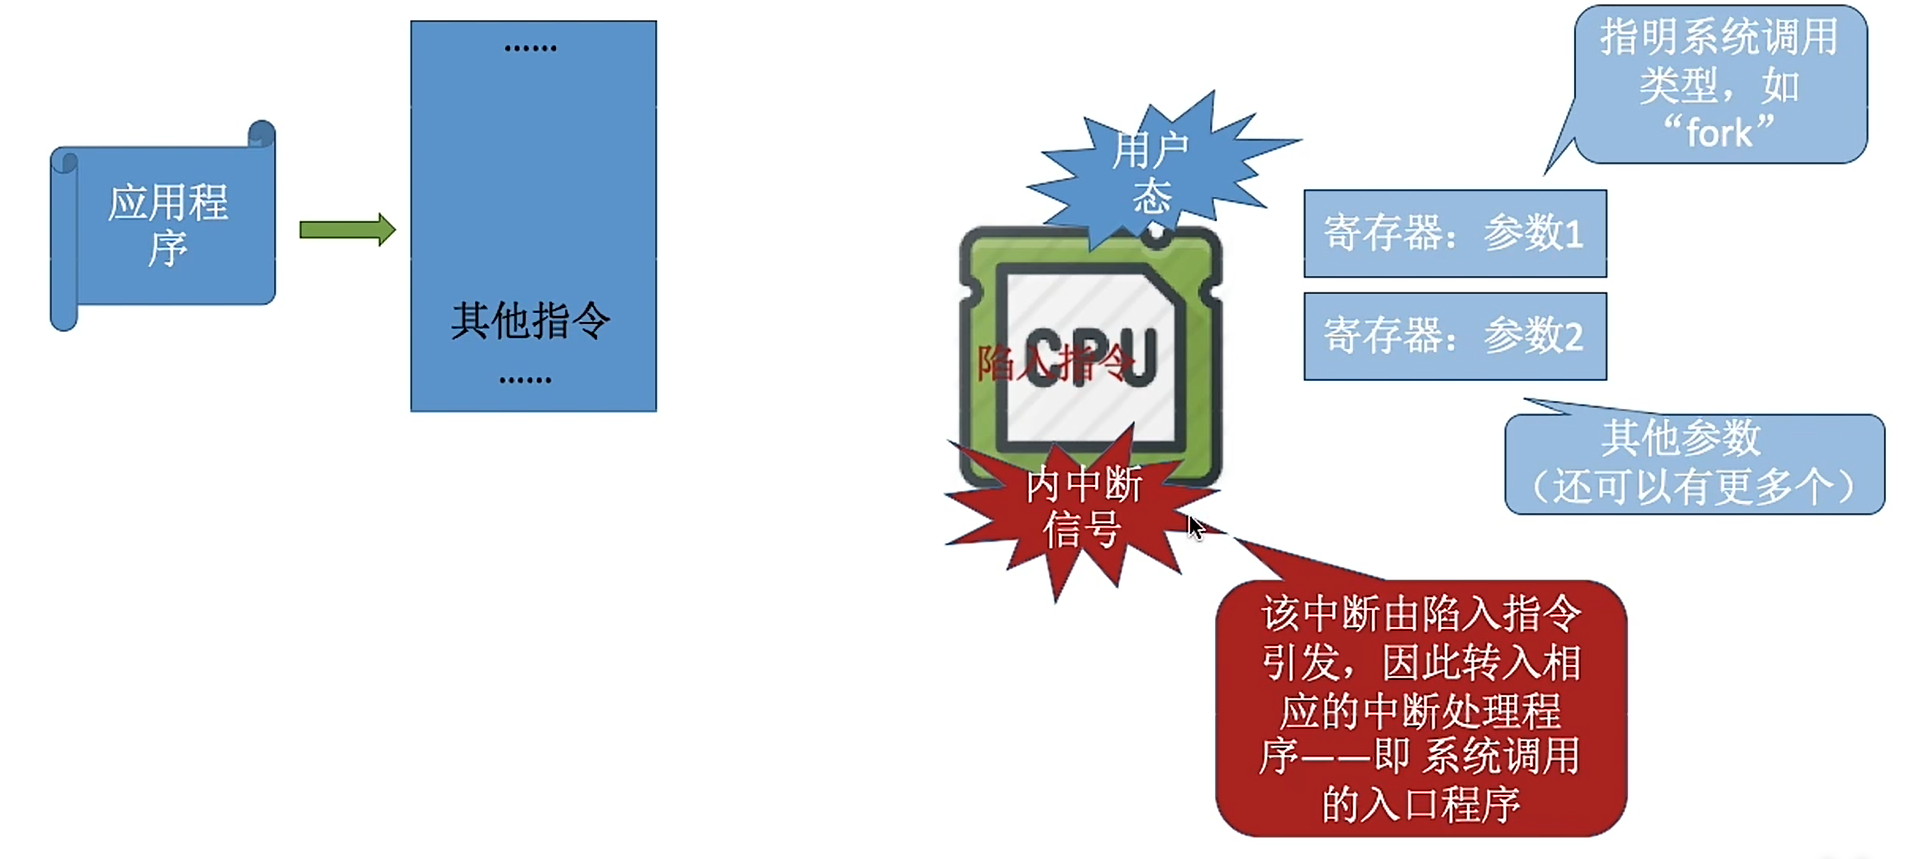 应用程
序
......
其他指令
......
用户
态
CPU
陷入指令
内中断
信号
指明系统调用
类型，如
“fork”
寄存器：参数1
寄存器：参数2
其他参数
（还可以有更多个）
该中断由陷入指令
引发，因此转入相
应的中断处理程
序——即 系统调用
的入口程序